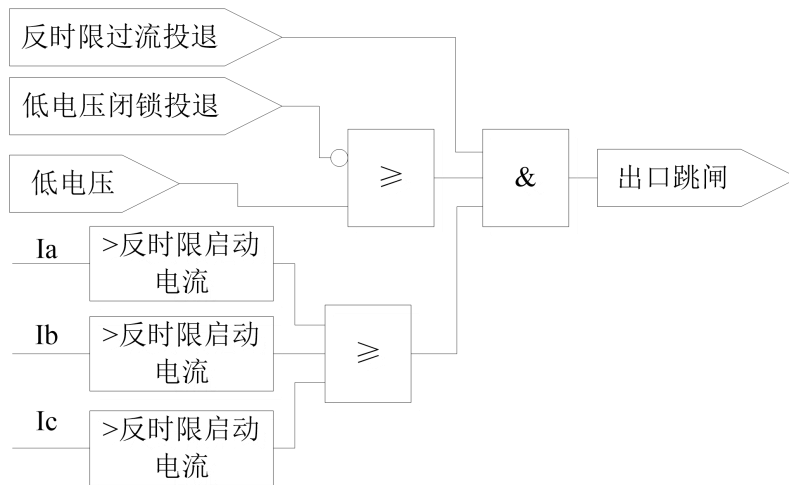 反时限过流投退
低电压闭锁投退
低电压
≥
&
出口跳闸
Ia
>反时限启动
电流
Ib
>反时限启动
电流
≥
Ic
>反时限启动
电流